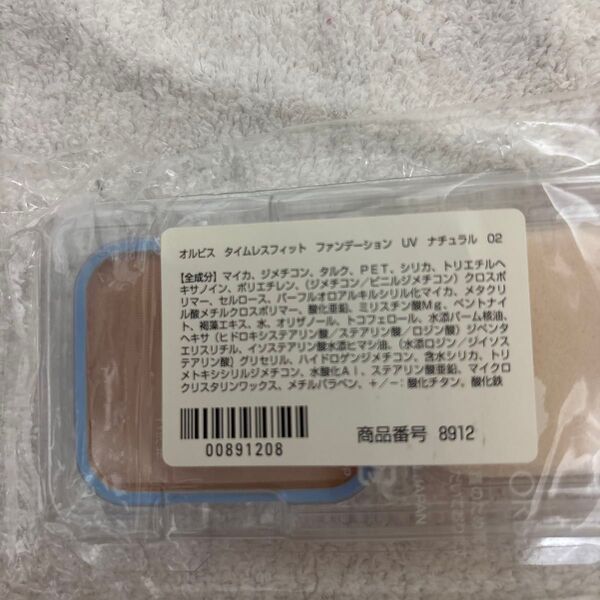 オルビス タイムレスフィット ファンデーション UV ナチュラル 02
【全成分】マイカ、ジメチコン、タルク、PET、シリカ、トリエチルヘ
キサノイン、ポリエチレン、(ジメチコン/ビニルジメチコン)クロスポ
リマー、セルロース、パーフルオロアルキルシリル化マイカ、メタクリ
ル酸メチルクロスポリマー、酸化亜鉛、ミリスチン酸Mg、ベントナイ
ト、褐藻エキス、水、オリザノール、トコフェロール、水添パーム核油、
ヘキサ(ヒドロキシステアリン酸/ステアリン酸/ロジン酸)ジペンタ
エリスリチル、イソステアリン酸水添ヒマシ油、(水添ロジン/ジイソス
テアリン酸)グリセリル、ハイドロゲンジメチコン、含水シリカ、トリ
メトキシシリルジメチコン、水酸化Al、ステアリン酸亜鉛、マイクロ
クリスタリンワックス、メチルパラベン、+/-:酸化チタン、酸化鉄
00891208
商品番号 8912
JAPAN